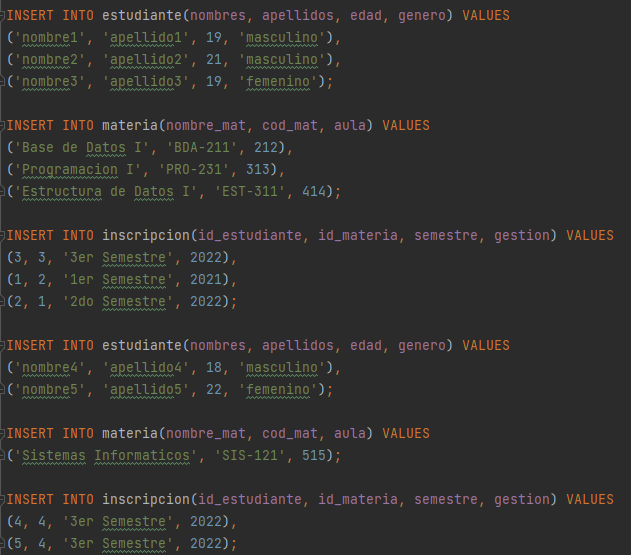 INSERT INTO estudiante(nombres, apellidos, edad, genero) VALUES
('nombre1', 'apellido1', 19, 'masculino'),
('nombre2', 'apellido2', 21, 'masculino'),
('nombre3', 'apellido3', 19, 'femenino');
INSERT INTO materia(nombre_mat, cod_mat, aula) VALUES
('Base de Datos I', 'BDA-211', 212),
('Programacion I', 'PRO-231', 313),
('Estructura de Datos I', 'EST-311', 414);
INSERT INTO inscripcion(id_estudiante, id_materia, semestre, gestion) VALUES
(3, 3, '3er Semestre', 2022),
(1, 2, '1er Semestre', 2021),
(2, 1, '2do Semestre', 2022);
INSERT INTO estudiante(nombres, apellidos, edad, genero) VALUES
('nombre4', 'apellido4', 18, 'masculino'),
('nombre5', 'apellido5', 22, 'femenino');
INSERT INTO materia(nombre_mat, cod_mat, aula) VALUES
('Sistemas Informaticos', 'SIS-121', 515);
INSERT INTO inscripcion(id_estudiante, id_materia, semestre, gestion) VALUES
(4, 4, '3er Semestre', 2022),
(5, 4, '3er Semestre', 2022);